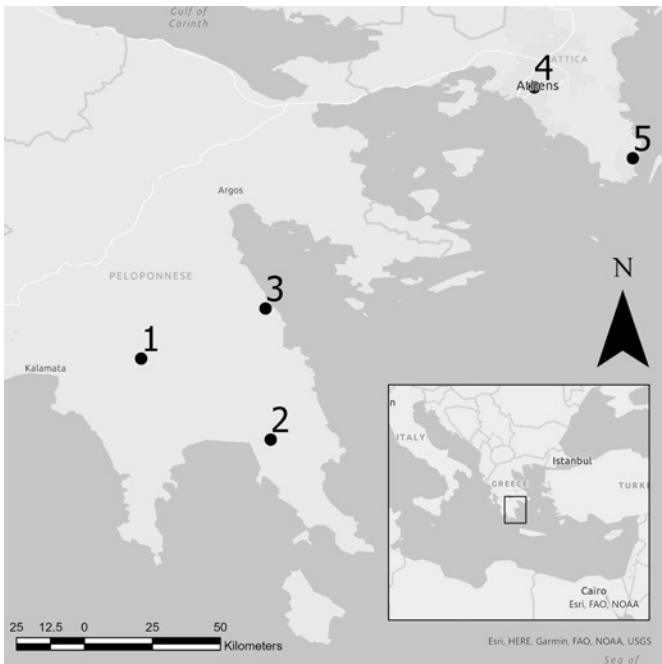 Gulf of
Corinth
ATTICA
4
Athens
5
Argos
N
PELOPONNESE
3
1
Kalamata
2
n
ITALY
Istanbul
GREECE
TURKE
Cairo
Esri, FAO, NOAA
25 12.5 0 25 50
Kilometers
Esri, HERE, Garmin, FAO, NOAA, USGS
Sea of